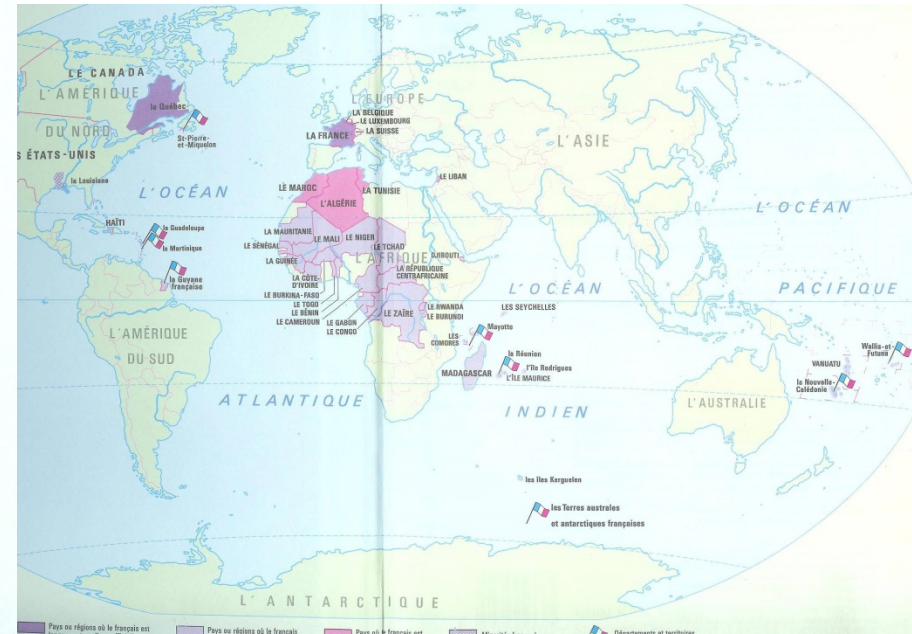 LE CANADA
L'AMÉRIQUE
DU NORD
le Québec
St-Pierre-
et-Miquelon
S ÉTATS-UNIS
la Louisiane
L'OCÉAN
ATLANTIQUE
HAÏTI
la Guadeloupe
la Martinique
la Guyane
française
L'AMÉRIQUE
DU SUD
L'EUROPE
LA BELGIQUE
LE LUXEMBOURG
LA SUISSE
LA FRANCE
L'ASIE
LE LIBAN
LE MAROC
LA TUNISIE
L'ALGÉRIE
LA MAURITANIE
LE MALI
LE NIGER
LE TCHAD
LE SÉNÉGAL
L'AFRIQUE
DJIBOUTI
LA GUINÉE
LA RÉPUBLIQUE
CENTRAFRICAINE
LA CÔTE-
D'IVOIRE
LE BURKINA-FASO
LE TOGO
LE BÉNIN
LE CAMEROUN
LE GABON
LE CONGO
LE ZAÏRE
LE RWANDA
LE BURUNDI
LES SEYCHELLES
LES
COMORES
Mayotte
MADAGASCAR
la Réunion
l'île Rodrigues
L'ÎLE MAURICE
L'OCÉAN
INDIEN
L'OCÉAN
PACIFIQUE
L'AUSTRALIE
VANUATU
la Nouvelle-
Calédonie
Wallis-et-
Futuna
les îles Kerguelen
les Terres australes
et antarctiques françaises
L'ANTARCTIQUE
Pays ou régions où le français est
Pays ou régions où le français
Pays où le français est
Départements et territoires